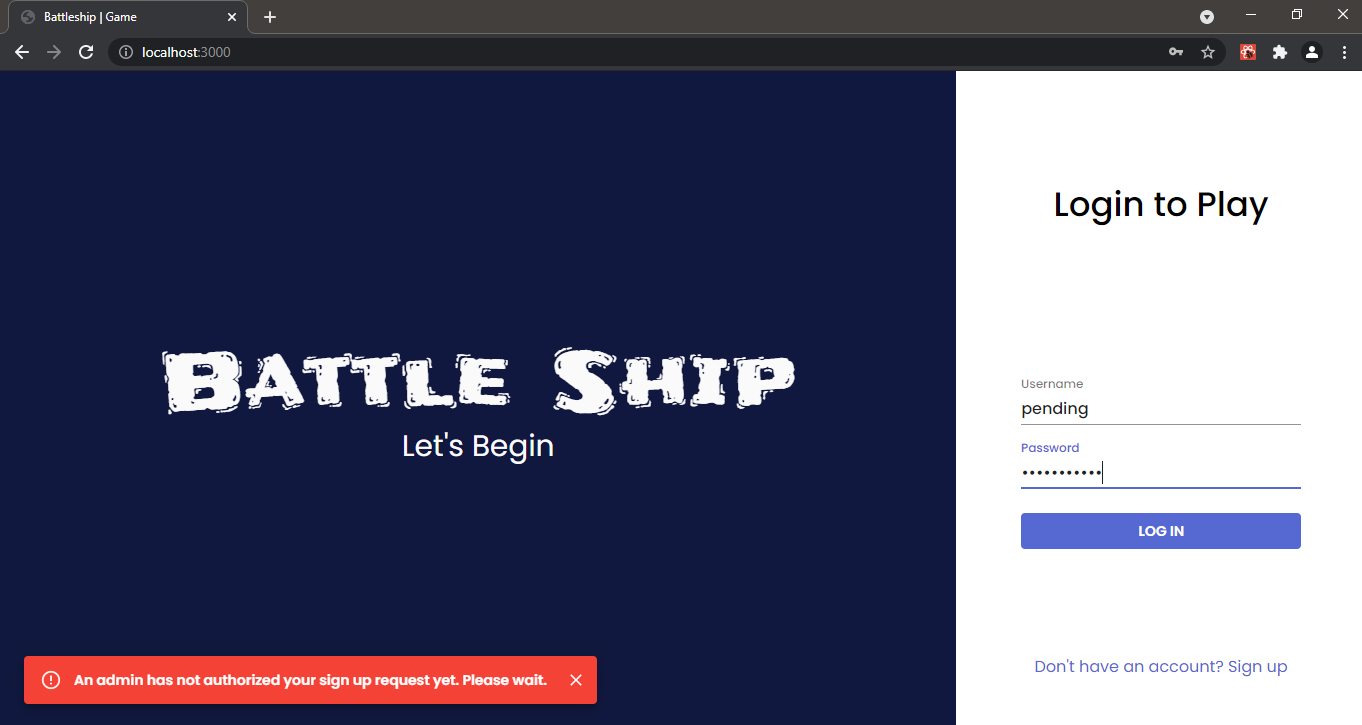 Battleship | Game
localhost:3000
BATTLE SHIP
Let's Begin
Login to Play
Username
pending
Password
•••••••••••
LOG IN
Don't have an account? Sign up
An admin has not authorized your sign up request yet. Please wait.